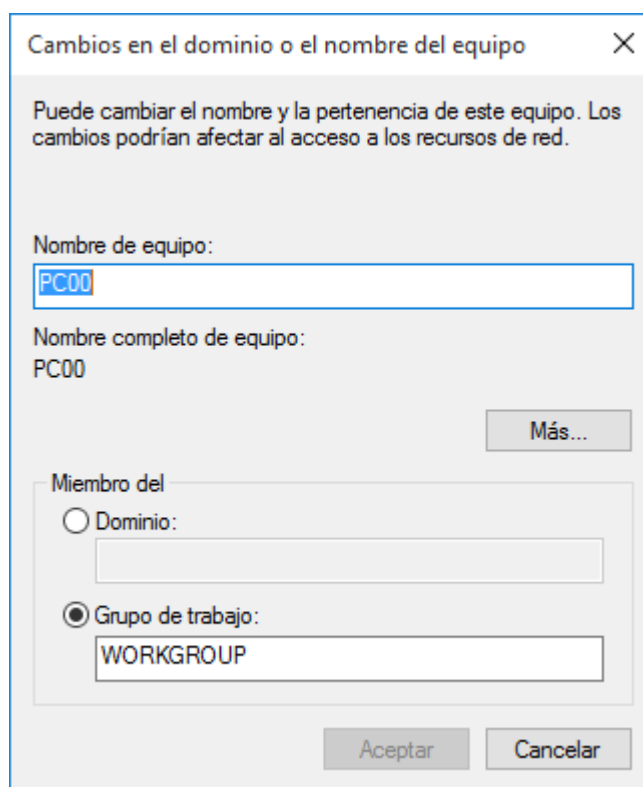 Cambios en el dominio o el nombre del equipo
Puede cambiar el nombre y la pertenencia de este equipo. Los
cambios podrían afectar al acceso a los recursos de red.
Nombre de equipo:
PC00
Nombre completo de equipo:
PC00
Más...
Miembro del
Dominio:
Grupo de trabajo:
WORKGROUP
Aceptar
Cancelar